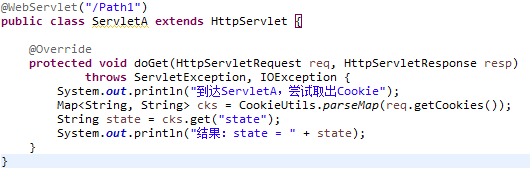 @WebServlet("/Path1")
public class ServletA extends HttpServlet {
@Override
protected void doGet(HttpServletRequest req, HttpServletResponse resp)
throws ServletException, IOException {
System.out.println("到达ServletA，尝试取出Cookie");
Map<String, String> cks = CookieUtils.parseMap(req.getCookies());
String state = cks.get("state");
System.out.println("结果：state = " + state);
}
}